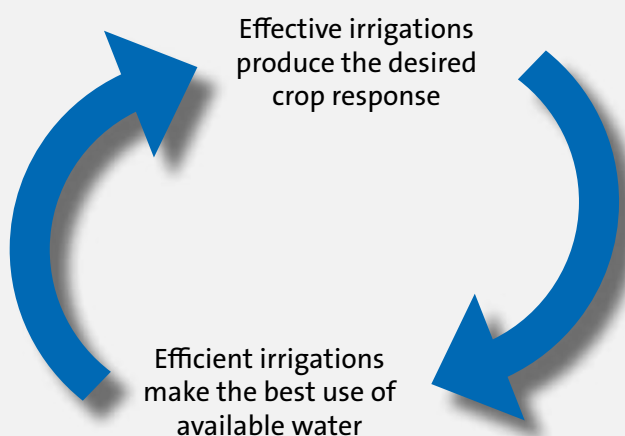 Effective irrigations
produce the desired
crop response
Efficient irrigations
make the best use of
available water